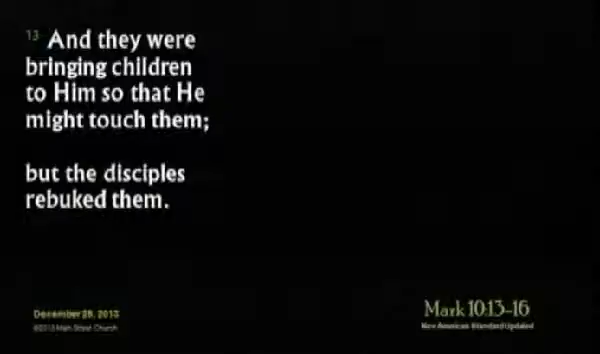 13 And they were
bringing children
to Him so that He
might touch them;
but the disciples
rebuked them.
December 29, 2013
©2013 Main Street Church
Mark 10:13-16
New American Standard Updated